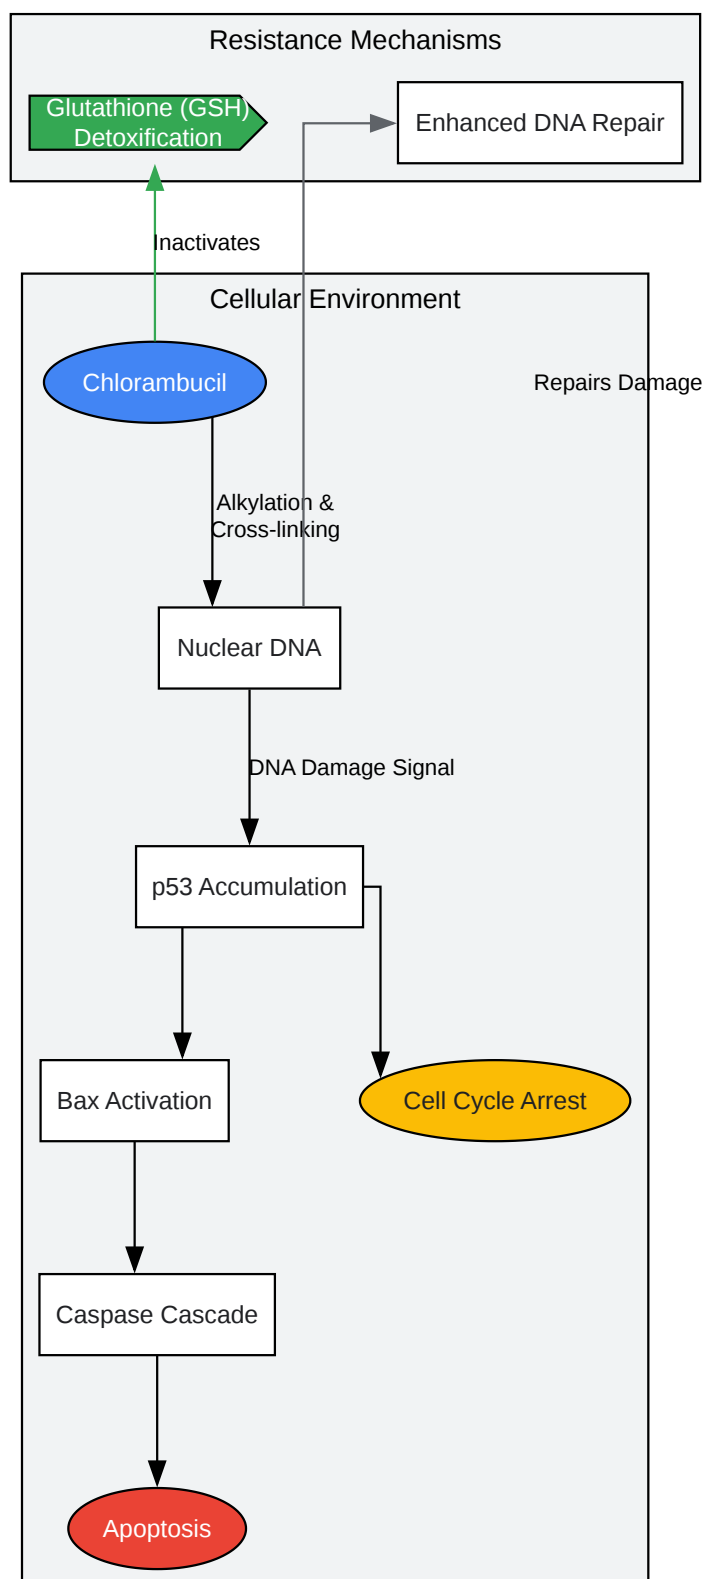 Resistance Mechanisms
Glutathione (GSH)
Detoxification
Enhanced DNA Repair
Inactivates
Cellular Environment
Chlorambucil
Repairs Damage
Alkylation &
Cross-linking
Nuclear DNA
DNA Damage Signal
p53 Accumulation
Bax Activation
Cell Cycle Arrest
Caspase Cascade
Apoptosis